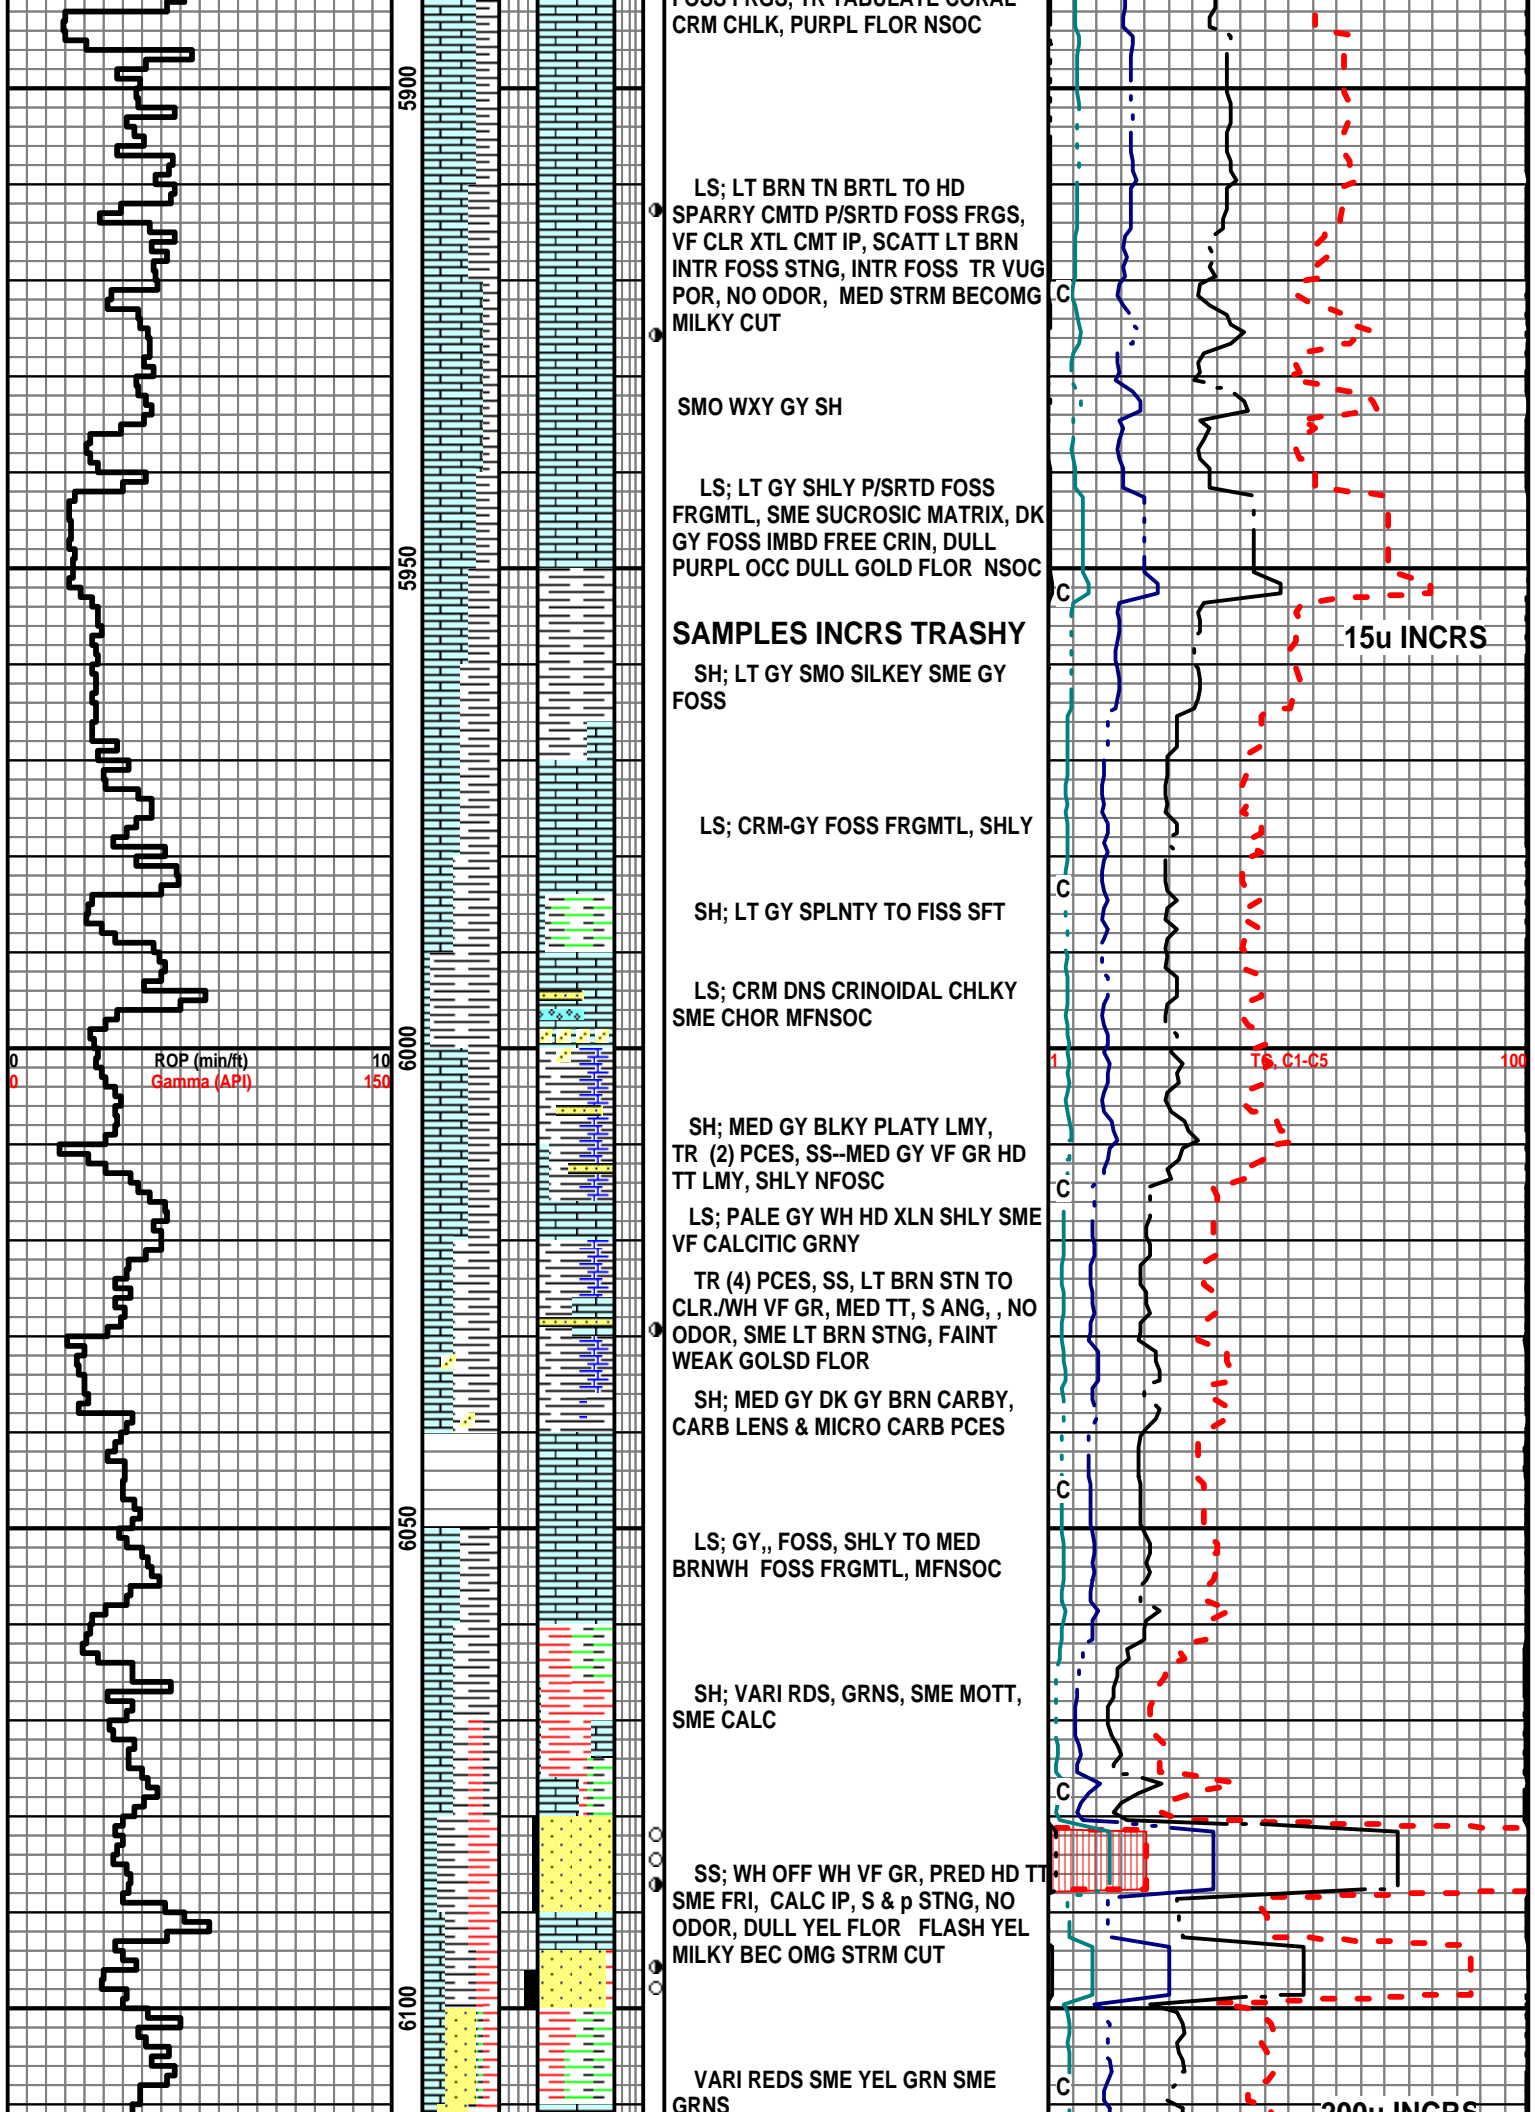 FOSS FRGS, TR TABULATE CORAL
CRM CHLK, PURPL FLOR NSOC
5900
LS; LT BRN TN BRTL TO HD
SPARRY CMTD P/SRTD FOSS FRGS,
VF CLR XTL CMT IP, SCATT LT BRN
INTR FOSS STNG, INTR FOSS TR VUG
POR, NO ODOR, MED STRM BECOMG
MILKY CUT
C
SMO WXY GY SH
LS; LT GY SHLY P/SRTD FOSS
FRGMTL, SME SUCROSIC MATRIX, DK
GY FOSS IMBD FREE CRIN, DULL
PURPL OCC DULL GOLD FLOR NSOC
5950
C
SAMPLES INCRS TRASHY
15u INCRS
SH; LT GY SMO SILKEY SME GY
FOSS
LS; CRM-GY FOSS FRGMTL, SHLY
C
SH; LT GY SPLNTY TO FISS SFT
LS; CRM DNS CRINOIDAL CHLKY
SME CHOR MFNSOC
6000
0 ROP (min/ft) 10
0 Gamma (API) 150
1 TG, C1-C5 100
SH; MED GY BLKY PLATY LMY,
TR (2) PCES, SS--MED GY VF GR HD
TT LMY, SHLY NFOSC
C
LS; PALE GY WH HD XLN SHLY SME
VF CALCITIC GRNY
TR (4) PCES, SS, LT BRN STN TO
CLR./WH VF GR, MED TT, S ANG, , NO
ODOR, SME LT BRN STNG, FAINT
WEAK GOLSD FLOR
SH; MED GY DK GY BRN CARBY,
CARB LENS & MICRO CARB PCES
C
6050
LS; GY,, FOSS, SHLY TO MED
BRNWH FOSS FRGMTL, MFNSOC
SH; VARI RDS, GRNS, SME MOTT,
SME CALC
C
SS; WH OFF WH VF GR, PRED HD TT
SME FRI, CALC IP, S & p STNG, NO
ODOR, DULL YEL FLOR FLASH YEL
MILKY BEC OMG STRM CUT
6100
VARI REDS SME YEL GRN SME
GRNS
C
200u INCRS